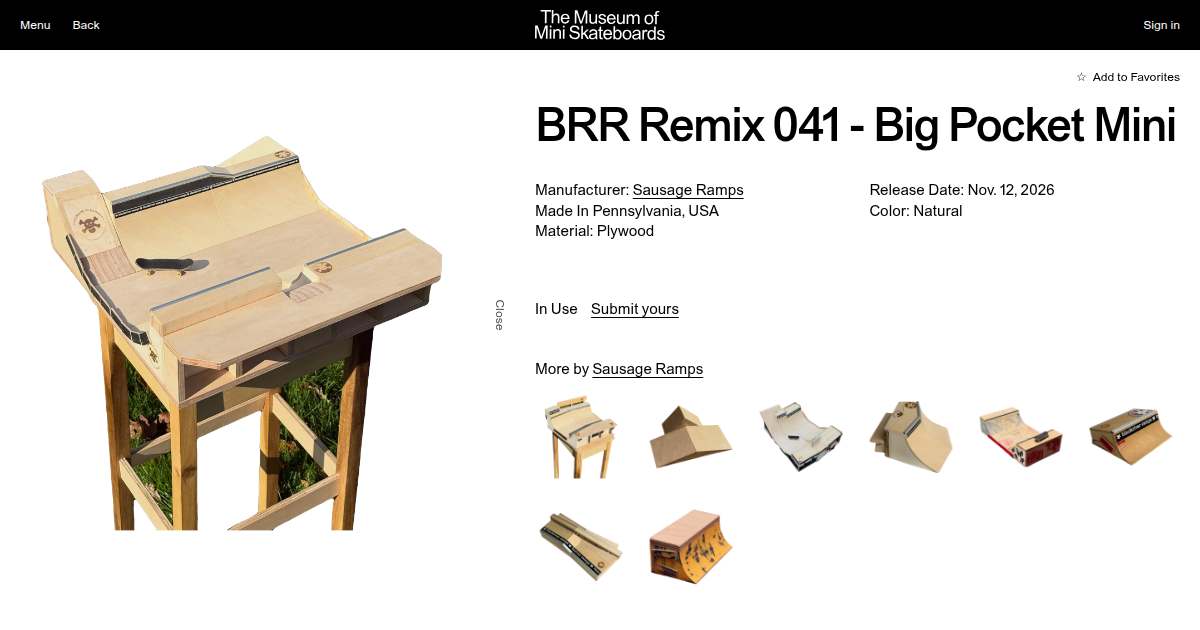 Menu
Back
The Museum of
Mini Skateboards
Sign in
☆ Add to Favorites
BRR Remix 041 - Big Pocket Mini
Manufacturer: Sausage Ramps
Made In Pennsylvania, USA
Material: Plywood
Release Date: Nov. 12, 2026
Color: Natural
Close
In Use
Submit yours
More by Sausage Ramps